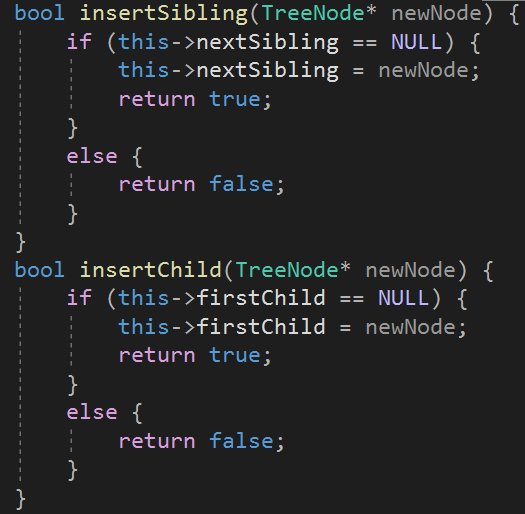 bool insertSibling(TreeNode* newNode) {
    if (this->nextSibling == NULL) {
        this->nextSibling = newNode;
        return true;
    }
    else {
        return false;
    }
}
bool insertChild(TreeNode* newNode) {
    if (this->firstChild == NULL) {
        this->firstChild = newNode;
        return true;
    }
    else {
        return false;
    }
}